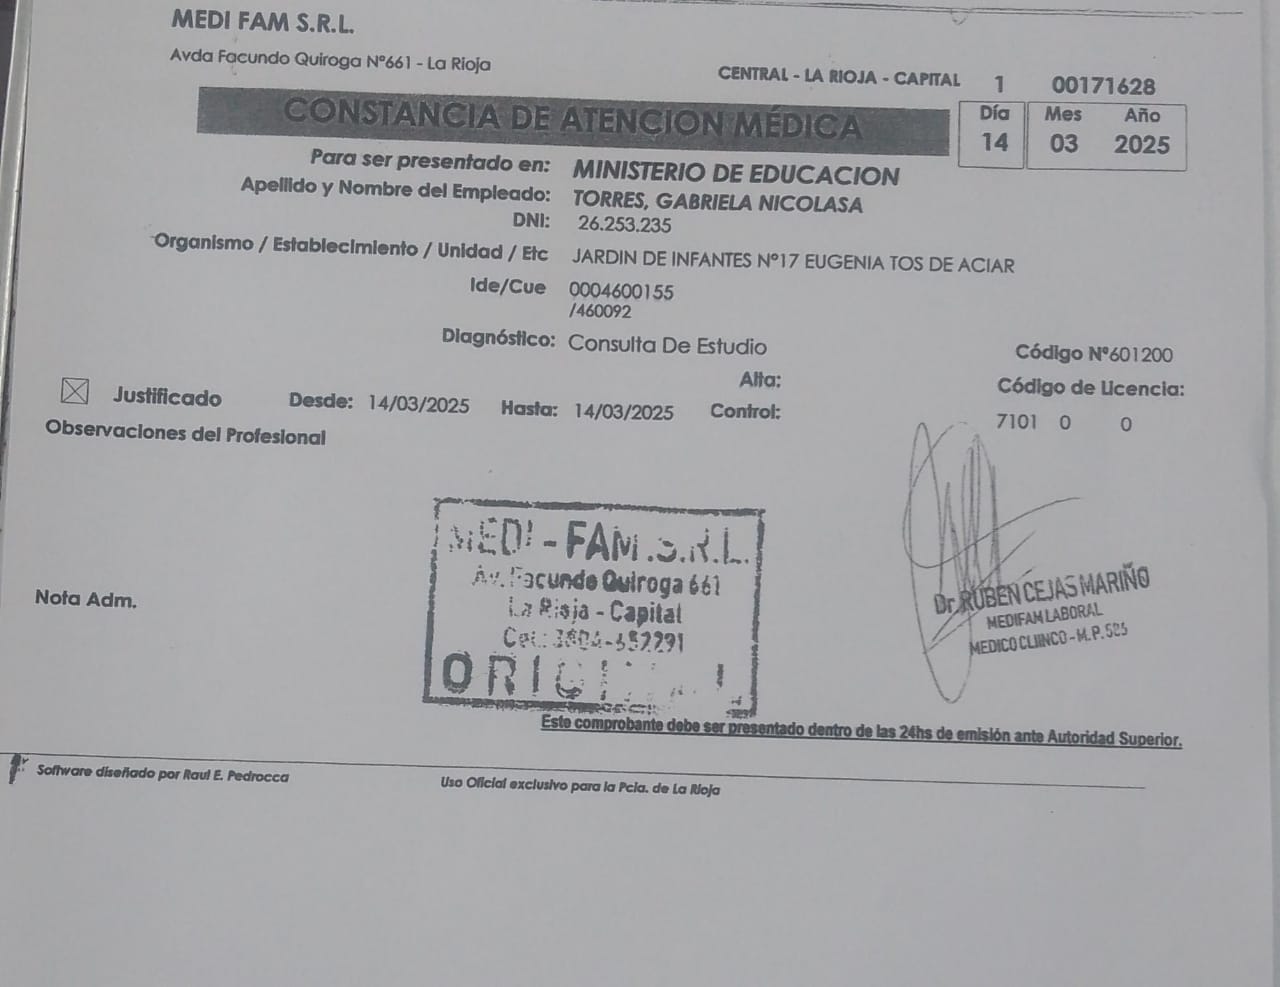 MEDI FAM S.R.L.
Avda Facundo Quiroga Nº661 - La Rioja
CENTRAL - LA RIOJA - CAPITAL 1 00171628
CONSTANCIA DE ATENCION MÉDICA
Día Mes Año
14 03 2025
Para ser presentado en: MINISTERIO DE EDUCACION
Apellido y Nombre del Empleado: TORRES, GABRIELA NICOLASA
DNI: 26.253.235
Organismo / Establecimiento / Unidad / Etc JARDIN DE INFANTES Nº17 EUGENIA TOS DE ACIAR
Ide/Cue 0004600155
/460092
Diagnóstico: Consulta De Estudio
Código Nº601200
Alta:
Código de Licencia:
Justificado Desde: 14/03/2025 Hasta: 14/03/2025 Control:
7101 0 0
Observaciones del Profesional
MEDI - FAM.S.R.L.
Av. Facundo Quiroga 661
La Rioja - Capital
Cel.:
Dr. RUBEN CEJAS MARIÑO
MEDIFAM LABORAL
MEDICO CLIINCO - M.P.
Nota Adm.
Este comprobante debe ser presentado dentro de las 24hs de emisión ante Autoridad Superior.
Software diseñado por Raul E. Pedrocca
Uso Oficial exclusivo para la Pcia. de La Rioja